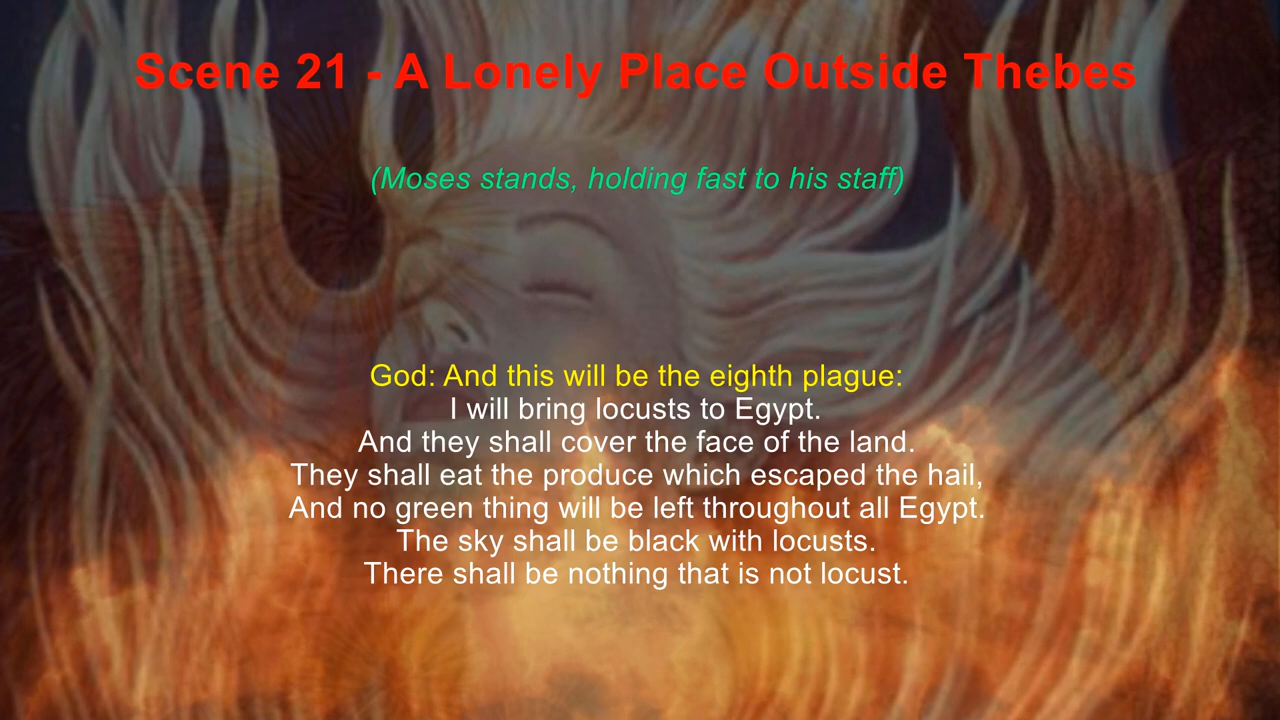 Scene 21 - A Lonely Place Outside Thebes
(Moses stands, holding fast to his staff)
God: And this will be the eighth plague:
I will bring locusts to Egypt.
And they shall cover the face of the land.
They shall eat the produce which escaped the hail,
And no green thing will be left throughout all Egypt.
The sky shall be black with locusts.
There shall be nothing that is not locust.